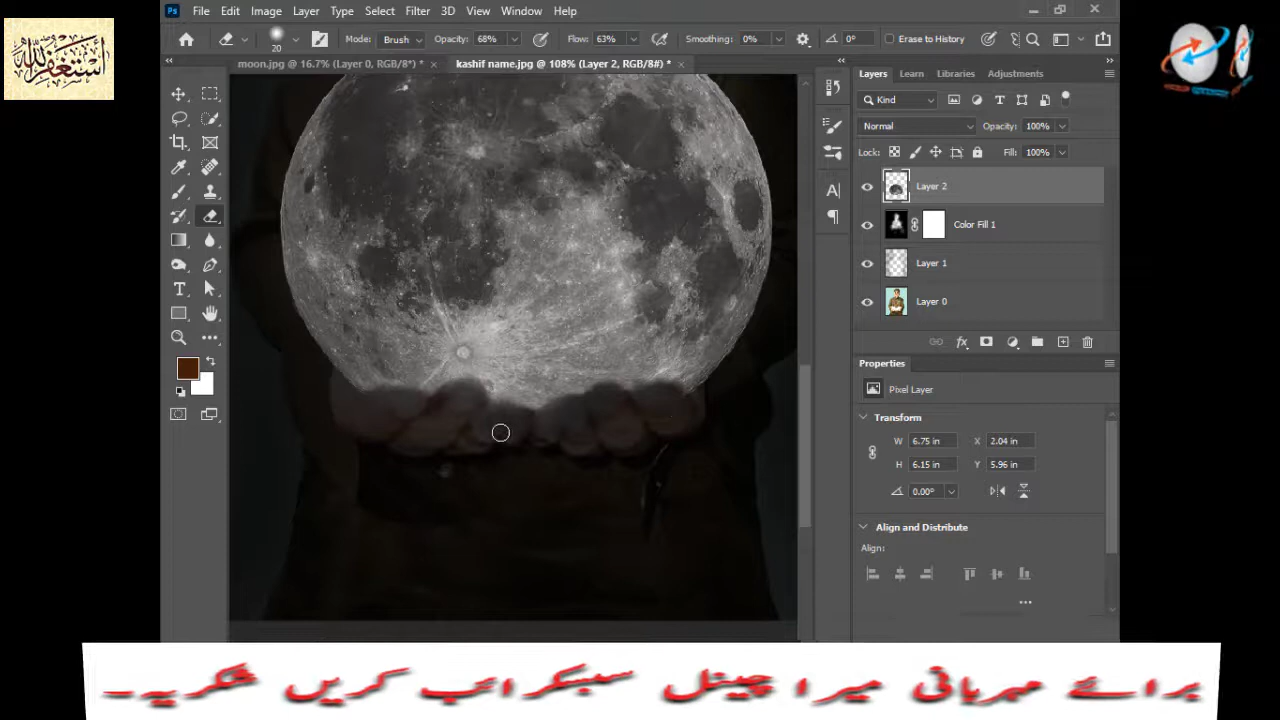 أستغفر الله
Ps File Edit Image Layer Type Select Filter 3D View Window Help
20 Mode: Brush Opacity: 68% Flow: 63% Smoothing: 0% 0° Erase to History
moon.jpg @ 16.7% (Layer 0, RGB/8*) * × kashif name.jpg @ 108% (Layer 2, RGB/8#) * ×
Layers Learn Libraries Adjustments
Kind
Normal Opacity: 100%
Lock: Fill: 100%
Layer 2
Color Fill 1
Layer 1
Layer 0
Properties
Pixel Layer
Transform
W 6.75 in X 2.04 in
H 6.15 in Y 5.96 in
0.00°
Align and Distribute
Align:
برائے مہربانی میرا چینل سبسکرائب کریں شکریہ۔